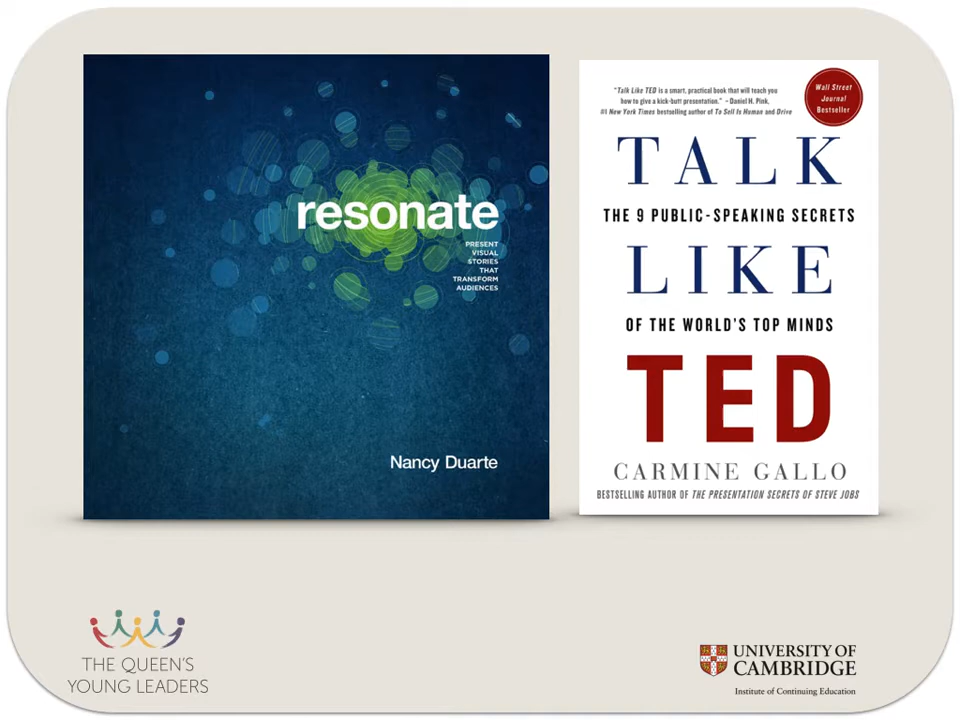 resonate
PRESENT
VISUAL
STORIES
THAT
TRANSFORM
AUDIENCES
Nancy Duarte
"Talk Like TED is a smart, practical book that will teach you
how to give a kick-butt presentation." – Daniel H. Pink,
#1 New York Times bestselling author of To Sell Is Human and Drive
Wall Street
Journal
Bestseller
TALK
THE 9 PUBLIC-SPEAKING SECRETS
LIKE
OF THE WORLD'S TOP MINDS
TED
CARMINE GALLO
BESTSELLING AUTHOR OF THE PRESENTATION SECRETS OF STEVE JOBS
THE QUEEN'S
YOUNG LEADERS
UNIVERSITY OF
CAMBRIDGE
Institute of Continuing Education